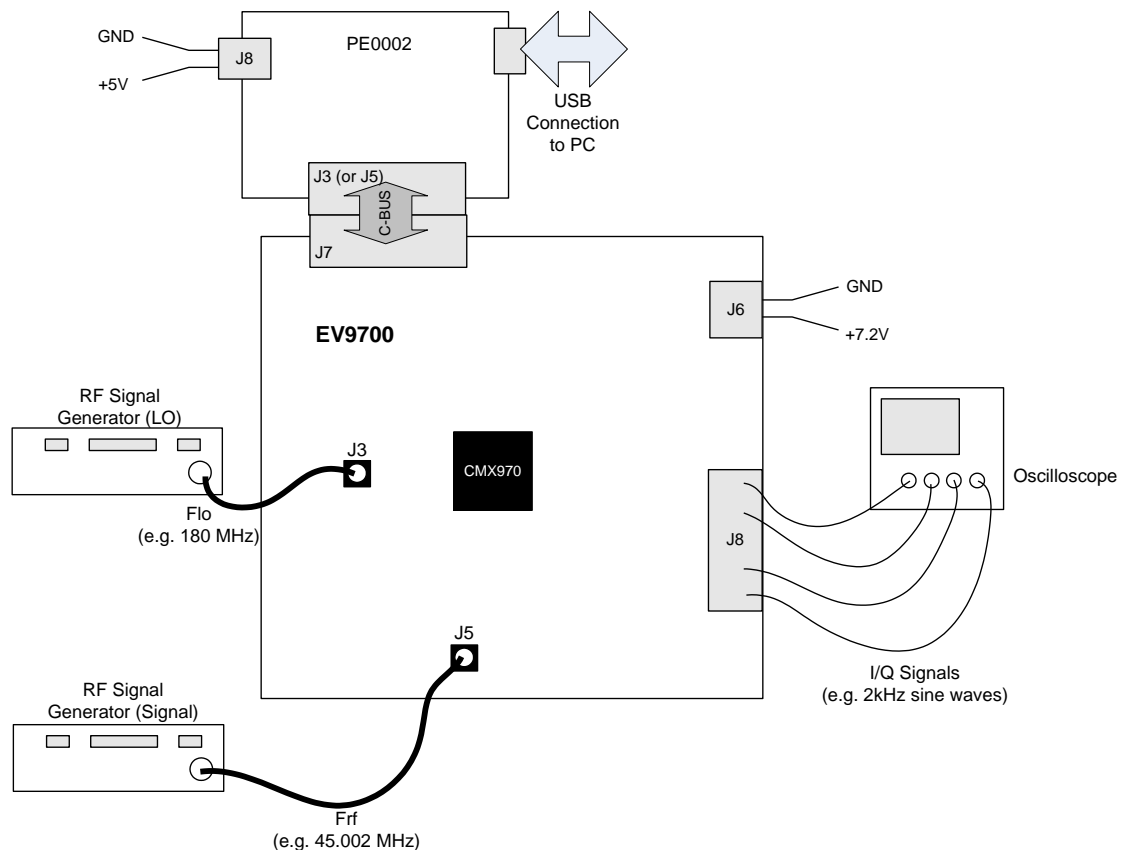 GND
+5V
J8
PE0002
USB
Connection
to PC
J3 (or J5)
C-BUS
J7
EV9700
J6
GND
+7.2V
RF Signal
Generator (LO)
J3
CMX970
Oscilloscope
Flo
(e.g. 180 MHz)
J8
J5
I/Q Signals
(e.g. 2kHz sine waves)
RF Signal
Generator (Signal)
Frf
(e.g. 45.002 MHz)